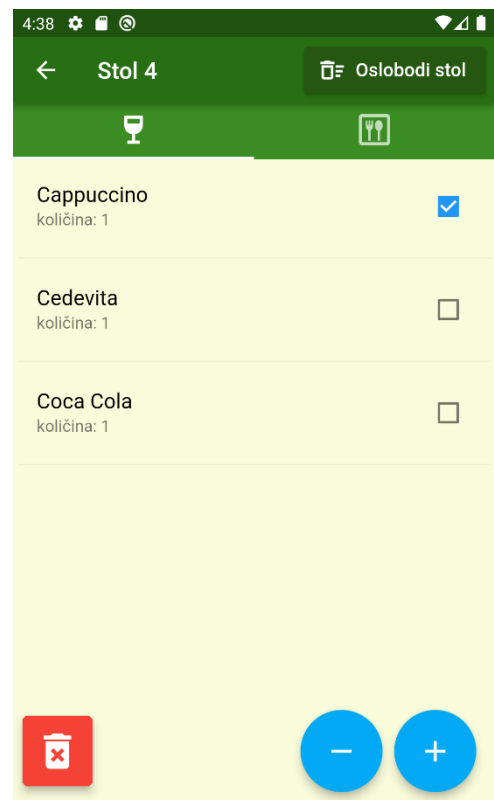 4:38
Stol 4
Oslobodi stol
Cappuccino
količina: 1
Cedevita
količina: 1
Coca Cola
količina: 1